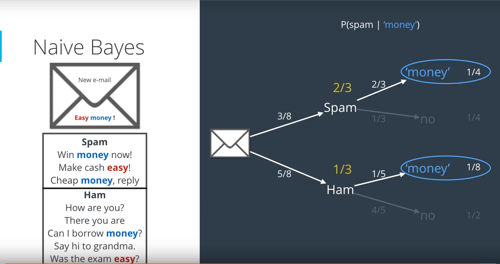 Naive Bayes
New e-mail
Easy money !
Spam
Win money now!
Make cash easy!
Cheap money, reply
Ham
How are you?
There you are
Can I borrow money?
Say hi to grandma.
Was the exam easy?
P(spam | 'money')
3/8
5/8
2/3
Spam
2/3
'money' 1/4
1/3
no 1/4
1/3
Ham
1/5
'money' 1/8
4/5
no 1/2